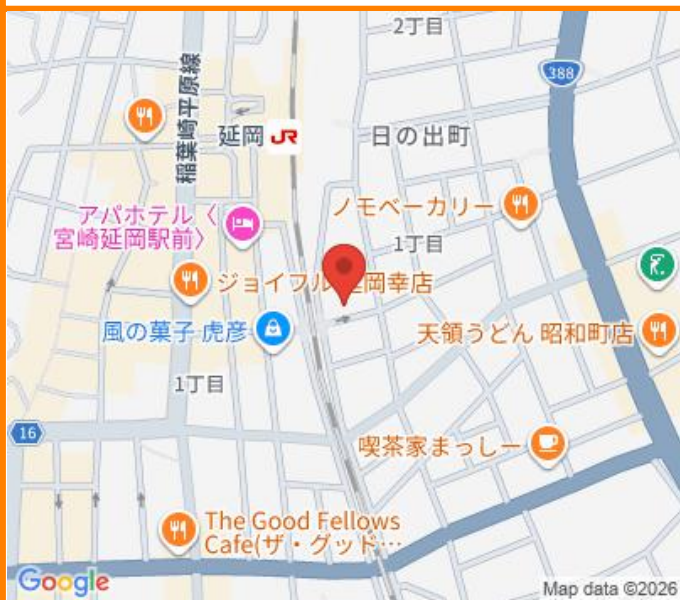 2丁目
388
稲葉崎平原線
延岡 JR
日の出町
ノモベーカリー
アパホテル〈
宮崎延岡駅前〉
1丁目
ジョイフル延岡幸店
風の菓子 虎彦
天領うどん 昭和町店
1丁目
16
喫茶家まっしー
The Good Fellows
Cafe(ザ・グッド…
Google
Map data ©2026